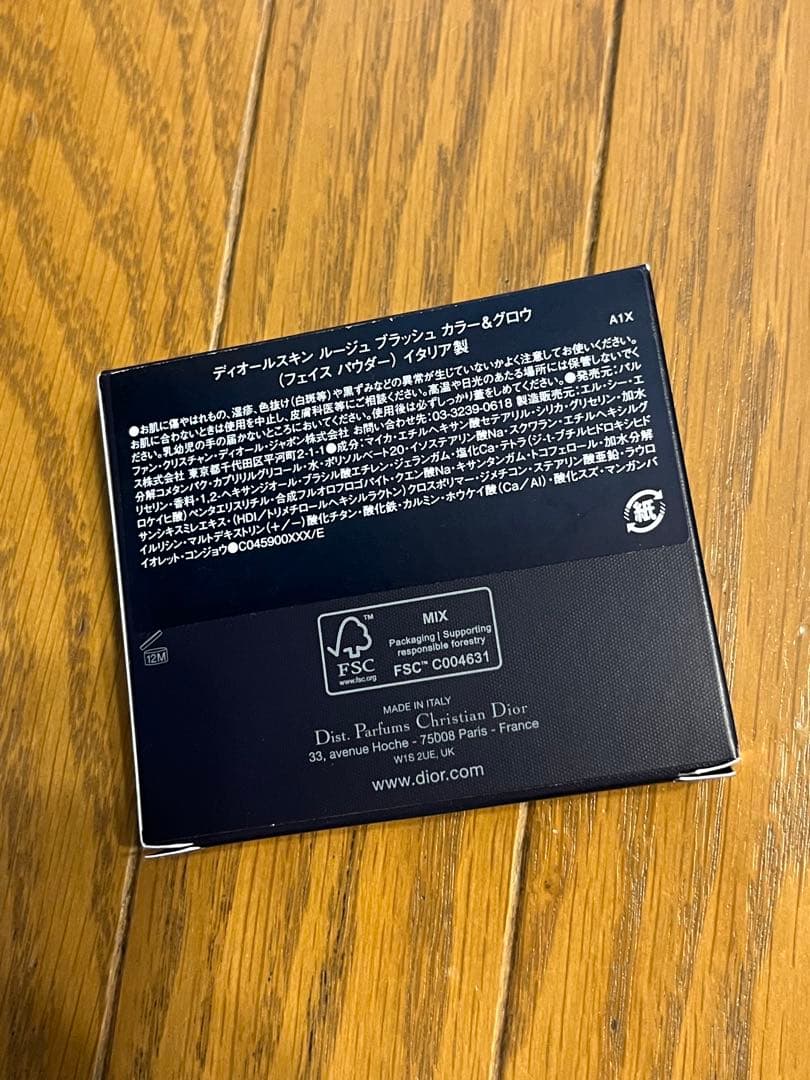 ディオールスキン ルージュ ブラッシュ カラー&グロウ
(フェイス パウダー) イタリア製
A1X
●お肌に傷やはれもの、湿疹、色抜け(白斑等)や黒ずみなどの異常が生じていないかよく注意してお使いください。
お肌に合わないときは使用を中止し、皮膚科医等にご相談ください。高温や日光のあたる場所には保管しないでく
ださい。乳幼児の手の届かないところにおいてください。使用後は必ずしっかり蓋をしめてください。●発売元:パル
ファン・クリスチャン・ディオール・ジャポン株式会社 お問い合わせ先:03-3239-0618 製造販売元:エル・シー・エ
ス株式会社 東京都千代田区平河町2-1-1●成分:マイカ・エチルヘキサン酸セテアリル・シリカ・グリセリン・加水
分解コメタンパク・カプリリルグリコール・水・ポリソルベート20・イソステアリン酸Na・スクワラン・エチルヘキシルグ
リセリン・香料・1,2-ヘキサンジオール・ブラシル酸エチレン・ジェランガム・塩化Ca・テトラ(ジ-t-ブチルヒドロキシヒド
ロケイヒ酸)ペンタエリスリチル・合成フルオロフロゴパイト・クエン酸Na・キサンタンガム・トコフェロール・加水分解
サンシキスミレエキス・(HDI/トリメチロールヘキシルラクトン)クロスポリマー・ジメチコン・ステアリン酸亜鉛・ラウロ
イルリシン・マルトデキストリン(+/-)酸化チタン・酸化鉄・カルミン・ホウケイ酸(Ca/Al)・酸化スズ・マンガンバ
イオレット・コンジョウ●C045900XXX/E
紙
12M
FSC™
www.fsc.org
MIX
Packaging | Supporting
responsible forestry
FSC™ C004631
MADE IN ITALY
Dist. Parfums Christian Dior
33, avenue Hoche - 75008 Paris - France
W1S 2UE, UK
www.dior.com